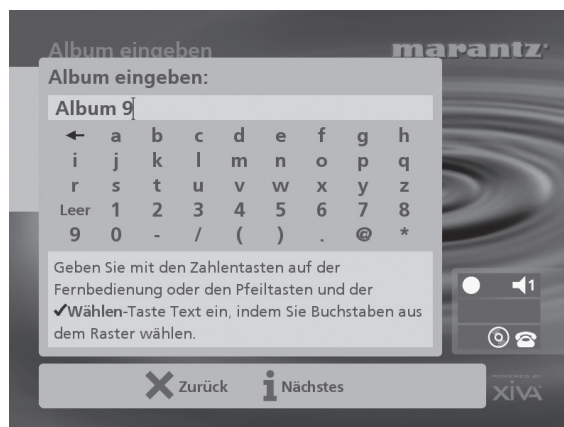 Album eingeben
marantz
Album eingeben:
Album 9
a b c d e f g h
i j k l m n o p q
r s t u v w x y z
Leer 1 2 3 4 5 6 7 8
9 0 - / ( ) . @ *
Geben Sie mit den Zahlentasten auf der
Fernbedienung oder den Pfeiltasten und der
✓Wählen-Taste Text ein, indem Sie Buchstaben aus
dem Raster wählen.
1
Zurück
Nächstes
POWERED BY
XiVA